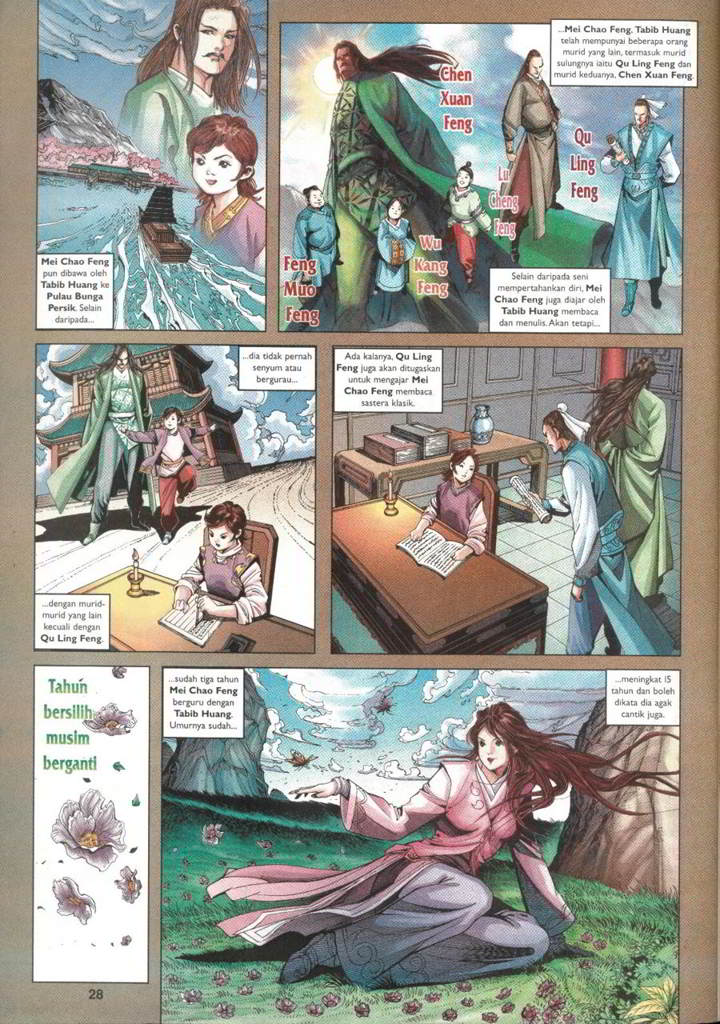 Mei Chao Feng
pun dibawa oleh
Tabib Huang ke
Pulau Bunga
Persik. Selain
daripada...
...Mei Chao Feng. Tabib Huang
telah mempunyai beberapa orang
murid yang lain, termasuk murid
sulungnya iaitu Qu Ling Feng dan
murid keduanya, Chen Xuan Feng.
Chen
Xuan
Feng
Qu
Ling
Feng
Lu
Cheng
Feng
Wu
Kang
Feng
Feng
Muo
Feng
Selain daripada seni
mempertahankan diri, Mei
Chao Feng juga diajar oleh
Tabib Huang membaca
dan menulis. Akan tetapi...
...dia tidak pernah
senyum atau
bergurau...
...dengan murid-
murid yang lain
kecuali dengan
Qu Ling Feng.
Ada kalanya, Qu Ling
Feng juga akan ditugaskan
untuk mengajar Mei
Chao Feng membaca
sastera klasik.
Tahun
bersilih
musim
berganti
...sudah tiga tahun
Mei Chao Feng
berguru dengan
Tabib Huang.
Umurnya sudah...
...meningkat 15
tahun dan boleh
dikata dia agak
cantik juga.
28